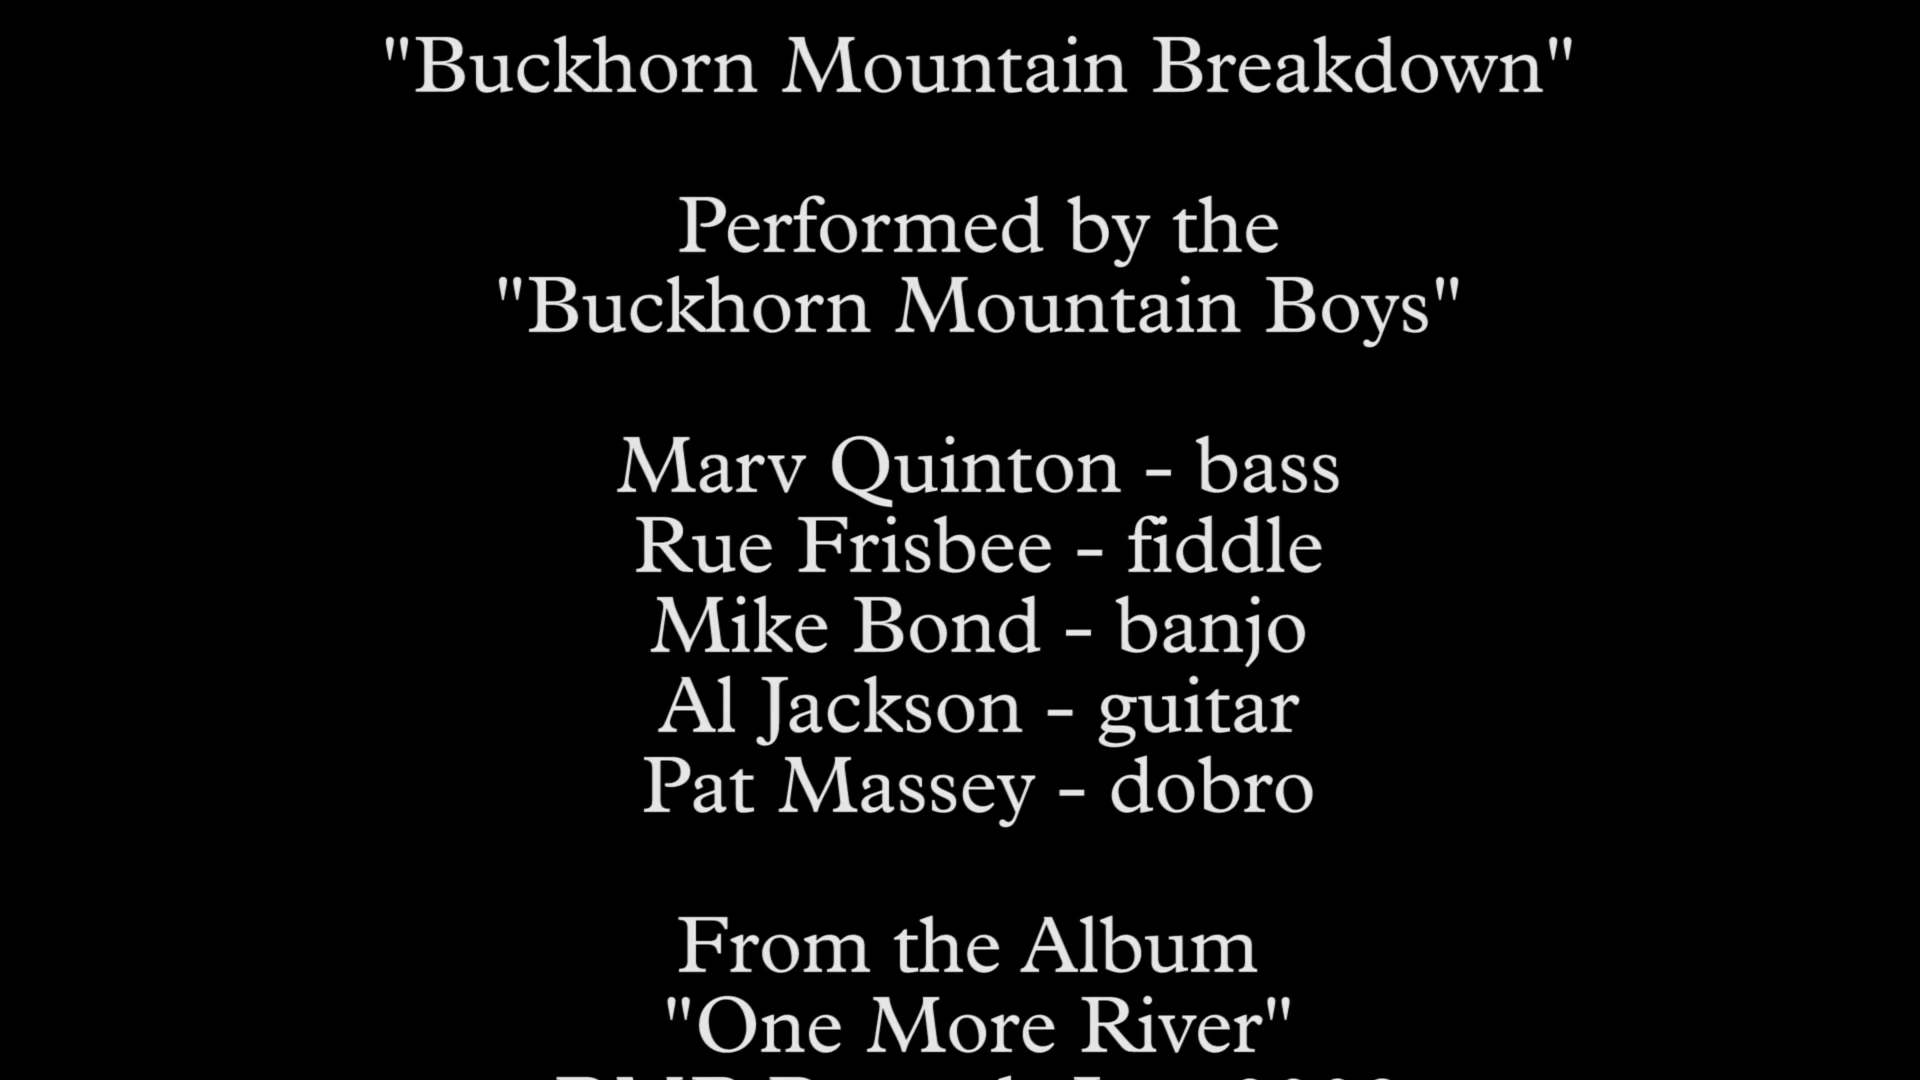 "Buckhorn Mountain Breakdown"
Performed by the
"Buckhorn Mountain Boys"
Marv Quinton - bass
Rue Frisbee - fiddle
Mike Bond - banjo
Al Jackson - guitar
Pat Massey - dobro
From the Album
"One More River"